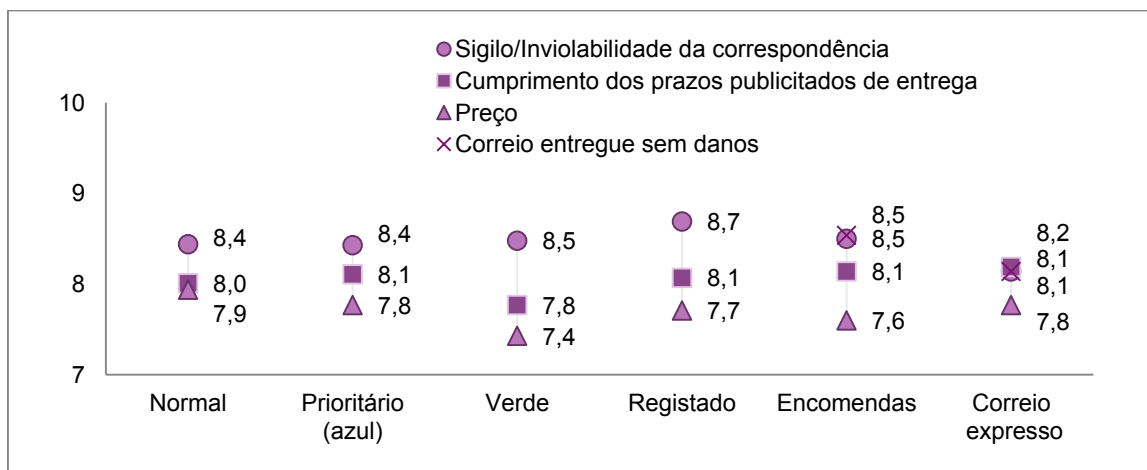 Sigilo/Inviolabilidade da correspondência
Cumprimento dos prazos publicitados de entrega
Preço
Correio entregue sem danos
10
9
8
7
8,4
8,0
7,9
8,4
8,1
7,8
8,5
7,8
7,4
8,7
8,1
7,7
8,5
8,5
8,1
7,6
8,2
8,1
8,1
7,8
Normal
Prioritário
(azul)
Verde
Registado
Encomendas
Correio
expresso